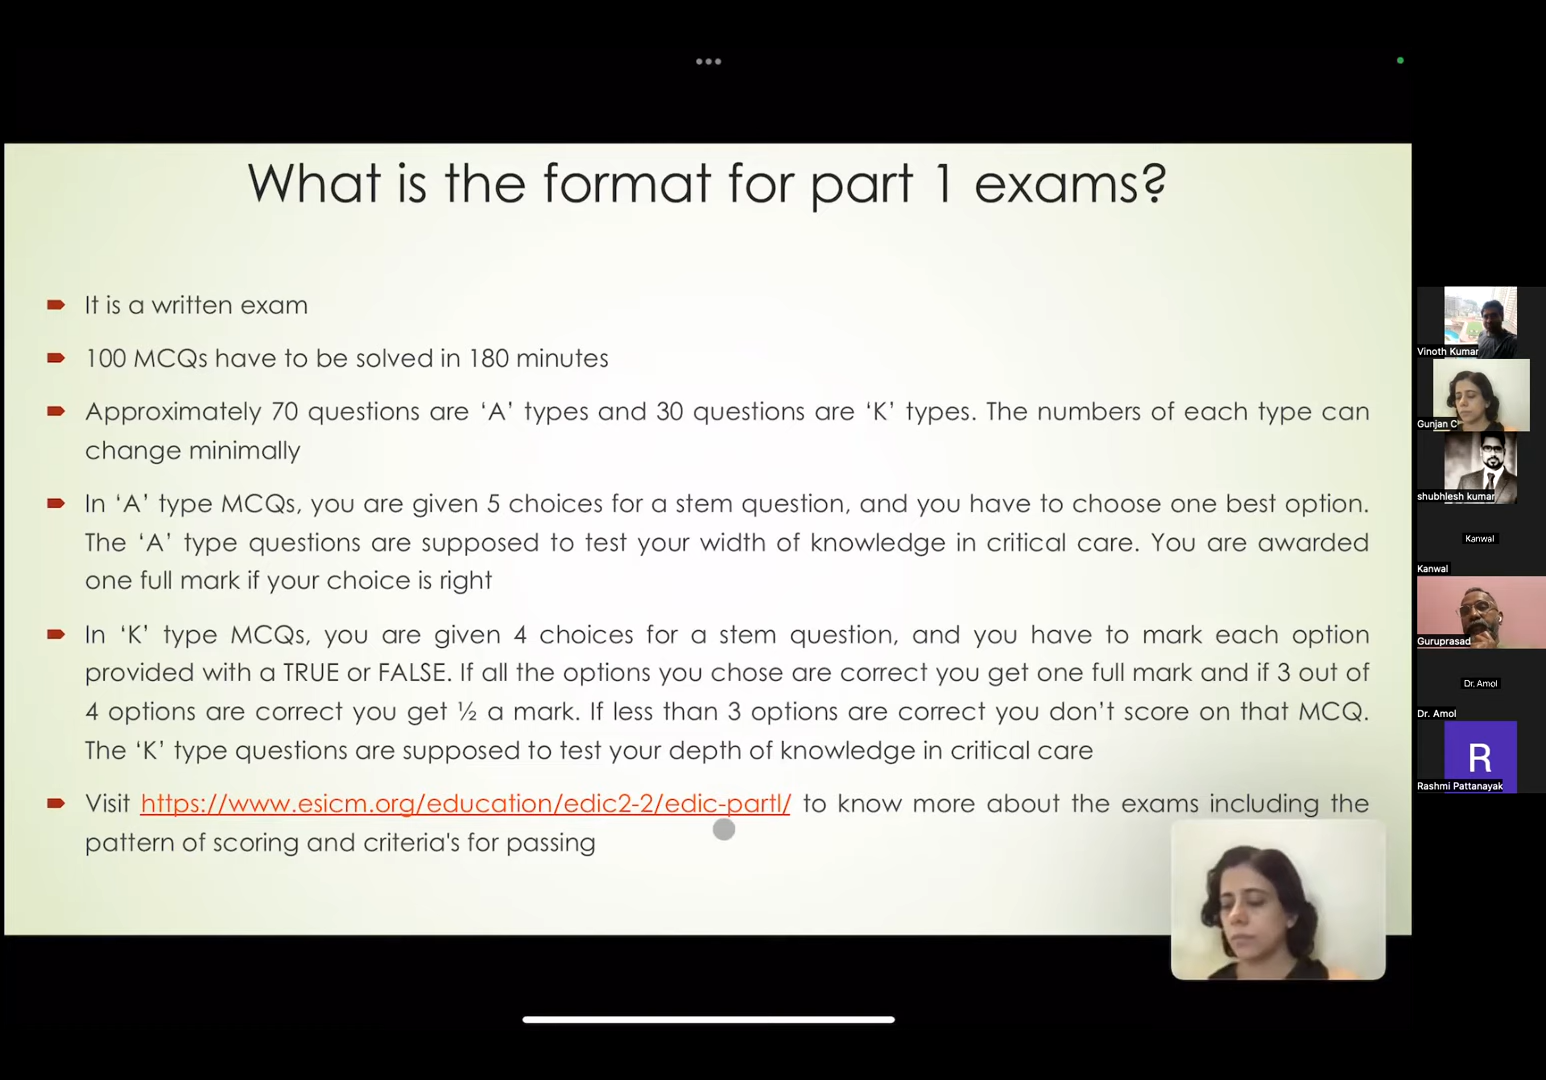 What is the format for part 1 exams?
It is a written exam
100 MCQs have to be solved in 180 minutes
Approximately 70 questions are ‘A’ types and 30 questions are ‘K’ types. The numbers of each type can
change minimally
In ‘A’ type MCQs, you are given 5 choices for a stem question, and you have to choose one best option.
The ‘A’ type questions are supposed to test your width of knowledge in critical care. You are awarded
one full mark if your choice is right
In ‘K’ type MCQs, you are given 4 choices for a stem question, and you have to mark each option
provided with a TRUE or FALSE. If all the options you chose are correct you get one full mark and if 3 out of
4 options are correct you get ½ a mark. If less than 3 options are correct you don’t score on that MCQ.
The ‘K’ type questions are supposed to test your depth of knowledge in critical care
Visit https://www.esicm.org/education/edic2-2/edic-partI/ to know more about the exams including the
pattern of scoring and criteria's for passing
Vinoth Kumar
Gunjan C
shubhlesh kumar
Kanwal
Kanwal
Guruprasad
Dr. Amol
Dr. Amol
R
Rashmi Pattanayak